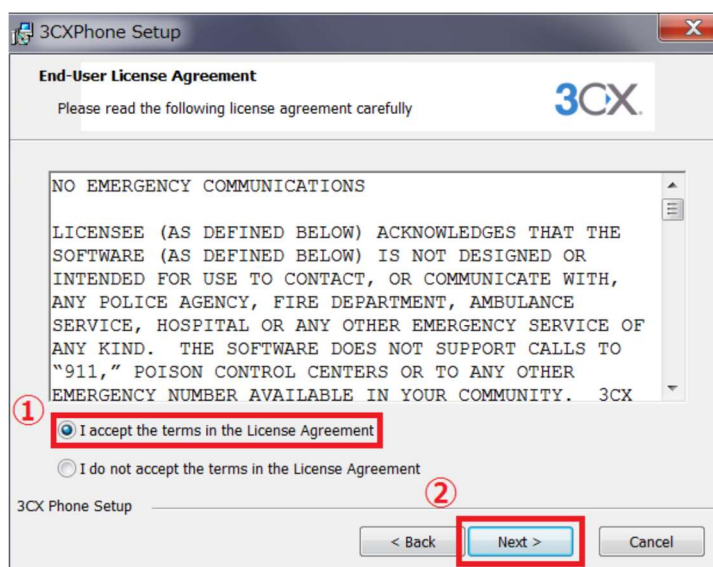 3CXPhone Setup
End-User License Agreement
Please read the following license agreement carefully
3CX.
NO EMERGENCY COMMUNICATIONS
LICENSEE (AS DEFINED BELOW) ACKNOWLEDGES THAT THE
SOFTWARE (AS DEFINED BELOW) IS NOT DESIGNED OR
INTENDED FOR USE TO CONTACT, OR COMMUNICATE WITH,
ANY POLICE AGENCY, FIRE DEPARTMENT, AMBULANCE
SERVICE, HOSPITAL OR ANY OTHER EMERGENCY SERVICE OF
ANY KIND.  THE SOFTWARE DOES NOT SUPPORT CALLS TO
“911,” POISON CONTROL CENTERS OR TO ANY OTHER
EMERGENCY NUMBER AVAILABLE IN YOUR COMMUNITY.  3CX
①
I accept the terms in the License Agreement
I do not accept the terms in the License Agreement
②
3CX Phone Setup
< Back Next > Cancel